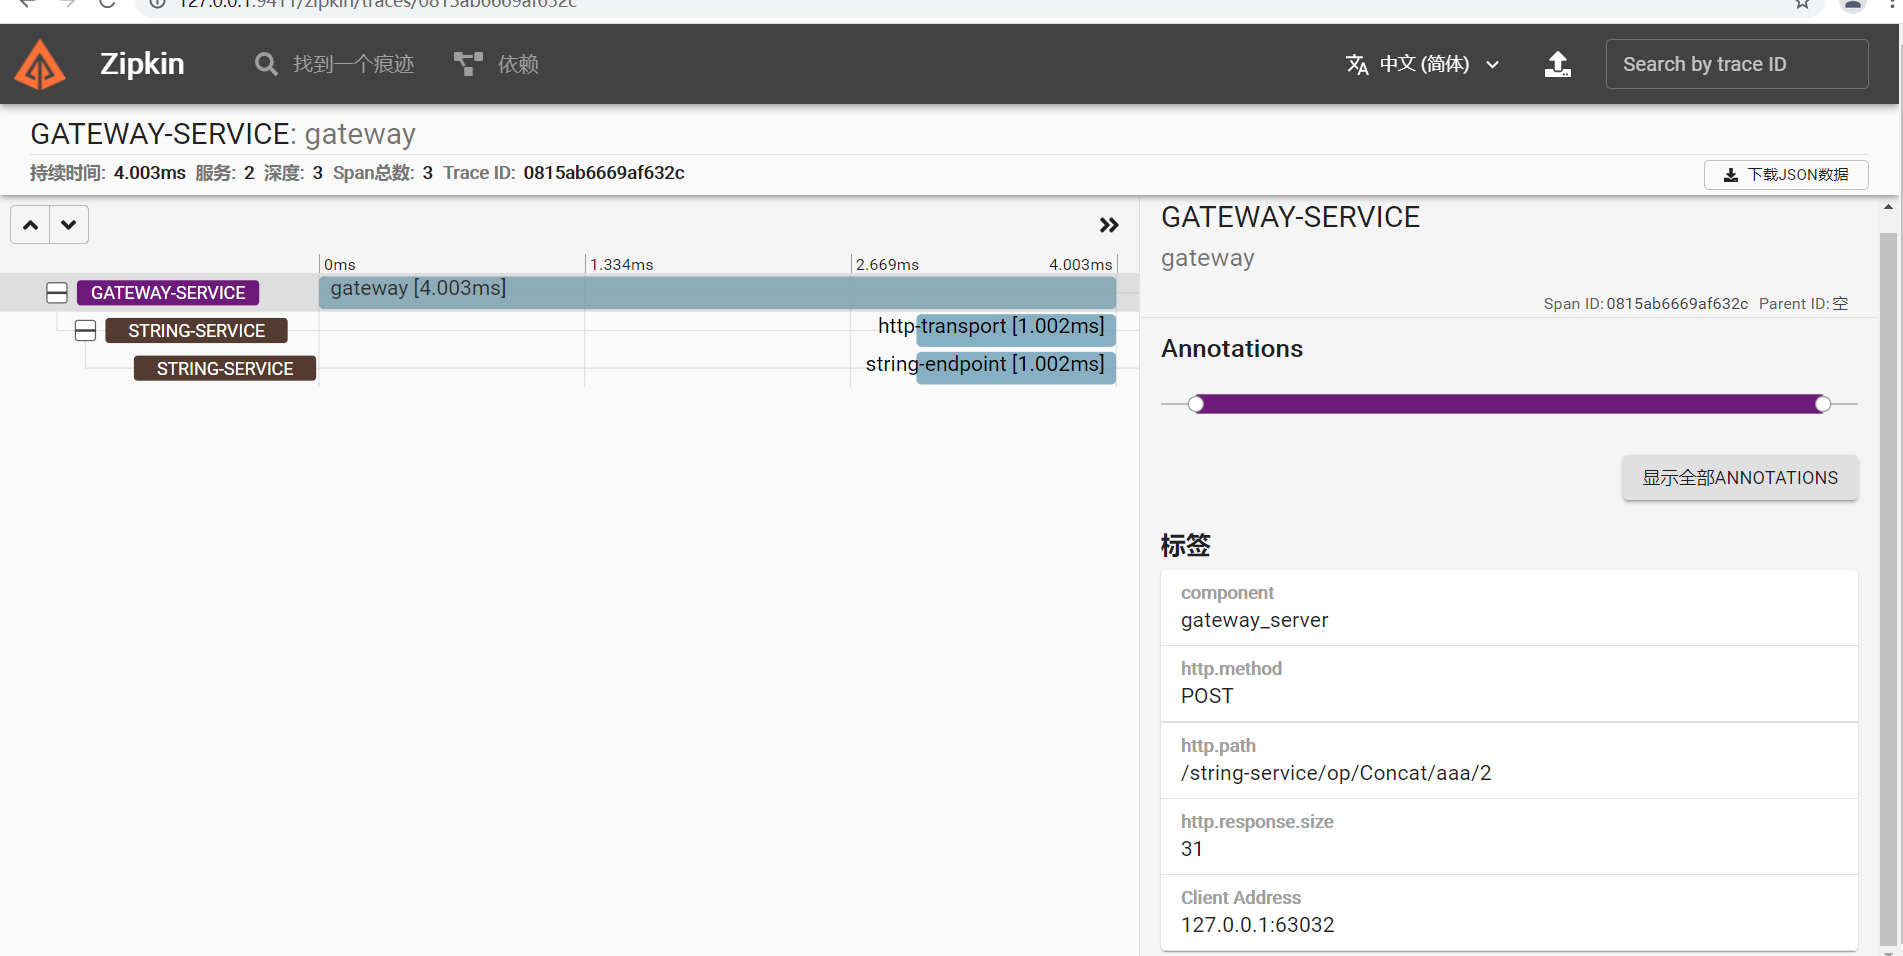 127.0.0.1:9411/zipkin/traces/0815ab6669af632c
Zipkin
找到一个痕迹
依赖
中文 (简体)
Search by trace ID
GATEWAY-SERVICE: gateway
持续时间: 4.003ms 服务: 2 深度: 3 Span总数: 3 Trace ID: 0815ab6669af632c
下载JSON数据
0ms 1.334ms 2.669ms 4.003ms
GATEWAY-SERVICE gateway [4.003ms]
STRING-SERVICE http-transport [1.002ms]
STRING-SERVICE string-endpoint [1.002ms]
GATEWAY-SERVICE
gateway
Span ID: 0815ab6669af632c Parent ID: 空
Annotations
显示全部ANNOTATIONS
标签
component
gateway_server
http.method
POST
http.path
/string-service/op/Concat/aaa/2
http.response.size
31
Client Address
127.0.0.1:63032